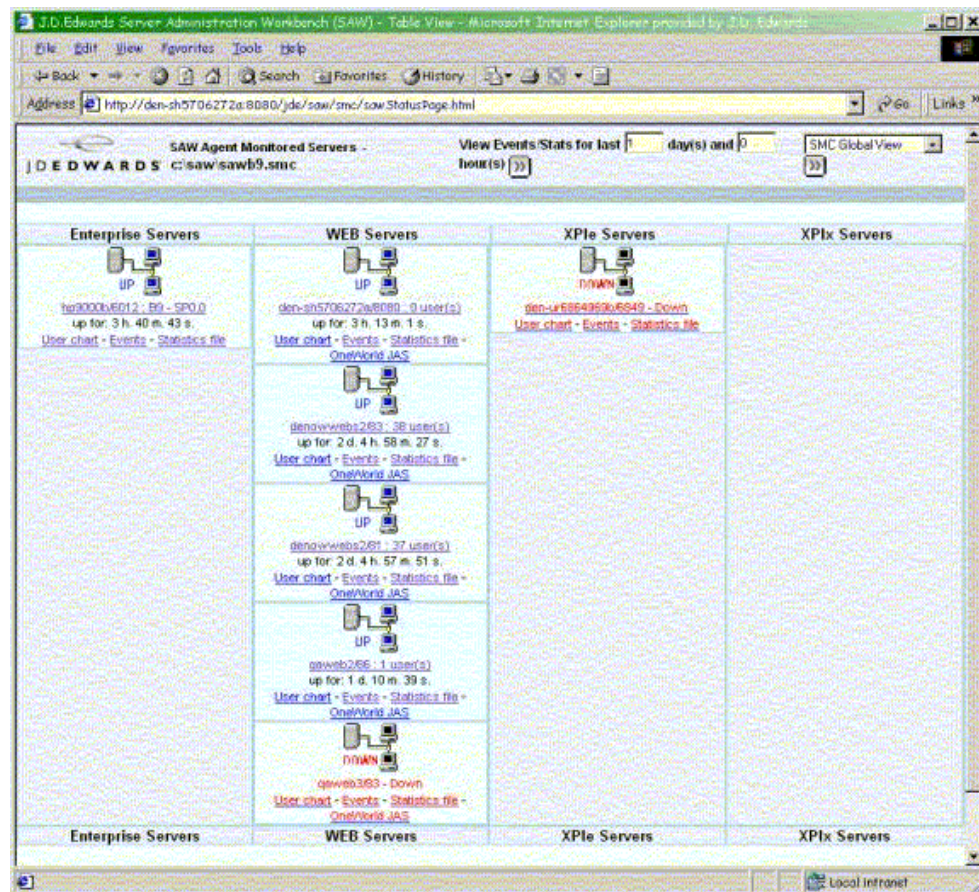 J.D.Edwards Server Administration Workbench (SAW) - Table View - Microsoft Internet Explorer provided by J.D. Edwards
File Edit View Favorites Tools Help
Back Search Favorites History
Address http://den-sh5706272a:8080/jde/saw/smc/saw.StatusPage.html Go Links »
JDEDWARDS
SAW Agent Monitored Servers -
c:\saw\sawb9.smc
View Events/Stats for last 1 day(s) and 0
hour(s) >>
SMC Global View
>>
Enterprise Servers WEB Servers XPIe Servers XPIx Servers
UP
hp9000b/6012 : B9 - SP0.0
up for: 3 h. 40 m. 43 s.
User chart - Events - Statistics file
UP
den-sh5706272a/8080 : 0 user(s)
up for: 3 h. 13 m. 1 s.
User chart - Events - Statistics file -
OneWorld JAS
UP
denowwebs2/83 : 38 user(s)
up for: 2 d. 4 h. 58 m. 27 s.
User chart - Events - Statistics file -
OneWorld JAS
UP
denowwebs2/81 : 37 user(s)
up for: 2 d. 4 h. 57 m. 51 s.
User chart - Events - Statistics file -
OneWorld JAS
UP
qaweb2/86 : 1 user(s)
up for: 1 d. 10 m. 39 s.
User chart - Events - Statistics file -
OneWorld JAS
DOWN
qaweb3/83 - Down
User chart - Events - Statistics file -
OneWorld JAS
DOWN
den-ur6864969b/6849 - Down
User chart - Events - Statistics file
Enterprise Servers WEB Servers XPIe Servers XPIx Servers
Local intranet